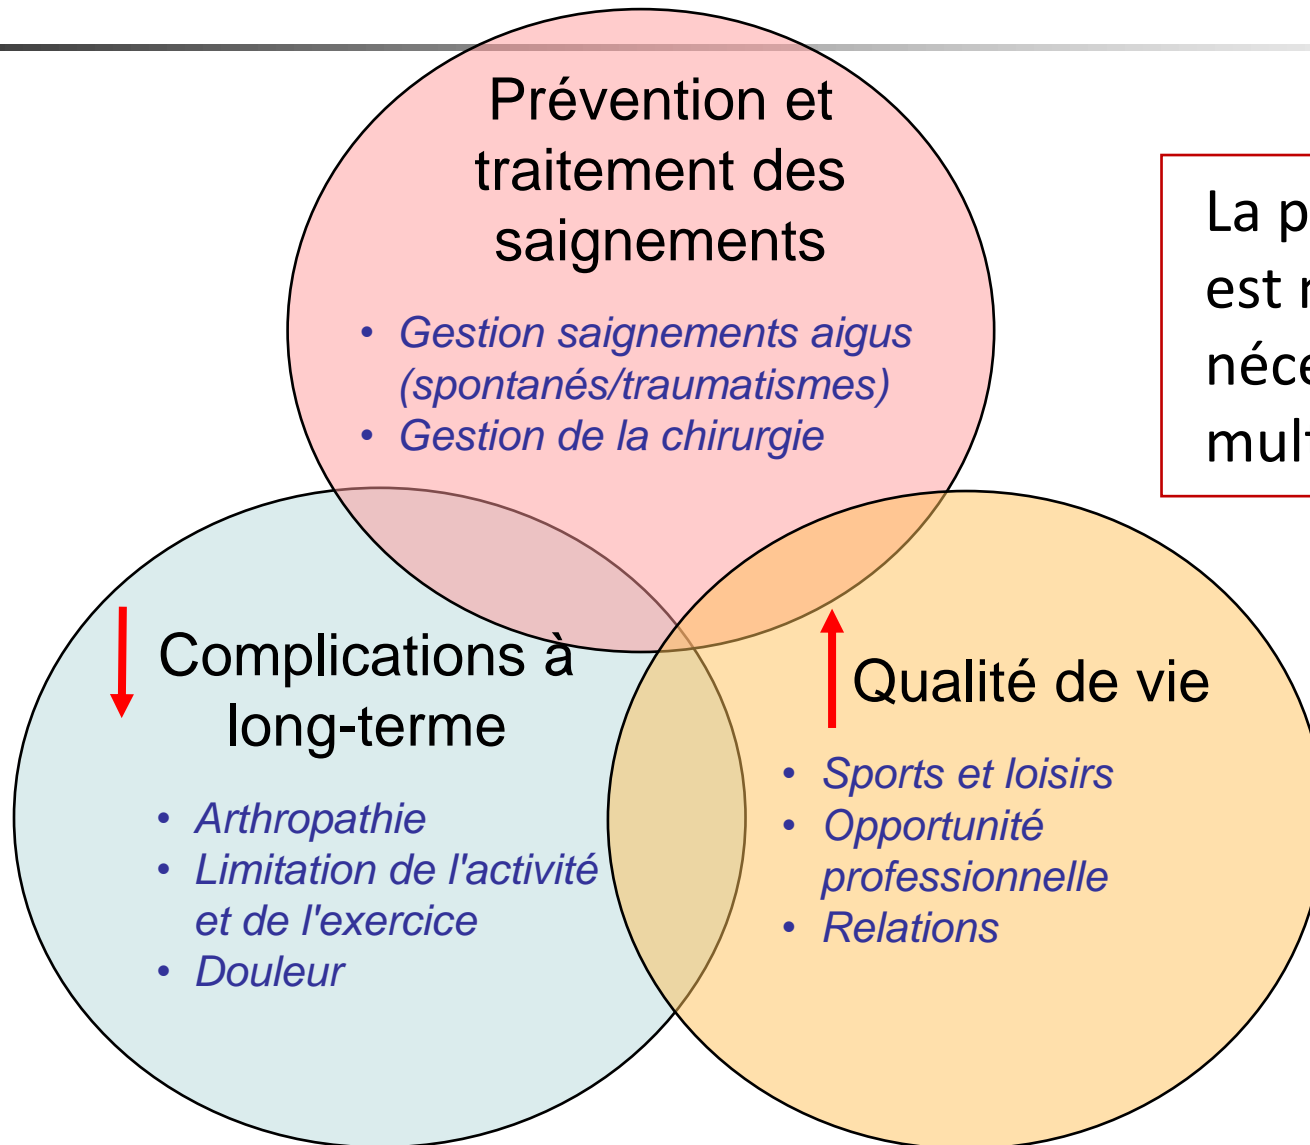 Prévention et
traitement des
saignements
• Gestion saignements aigus
(spontanés/traumatismes)
• Gestion de la chirurgie
La p
est
néce
mult
Complications à
long-terme
• Arthropathie
• Limitation de l'activité
et de l'exercice
• Douleur
Qualité de vie
• Sports et loisirs
• Opportunité
professionnelle
• Relations